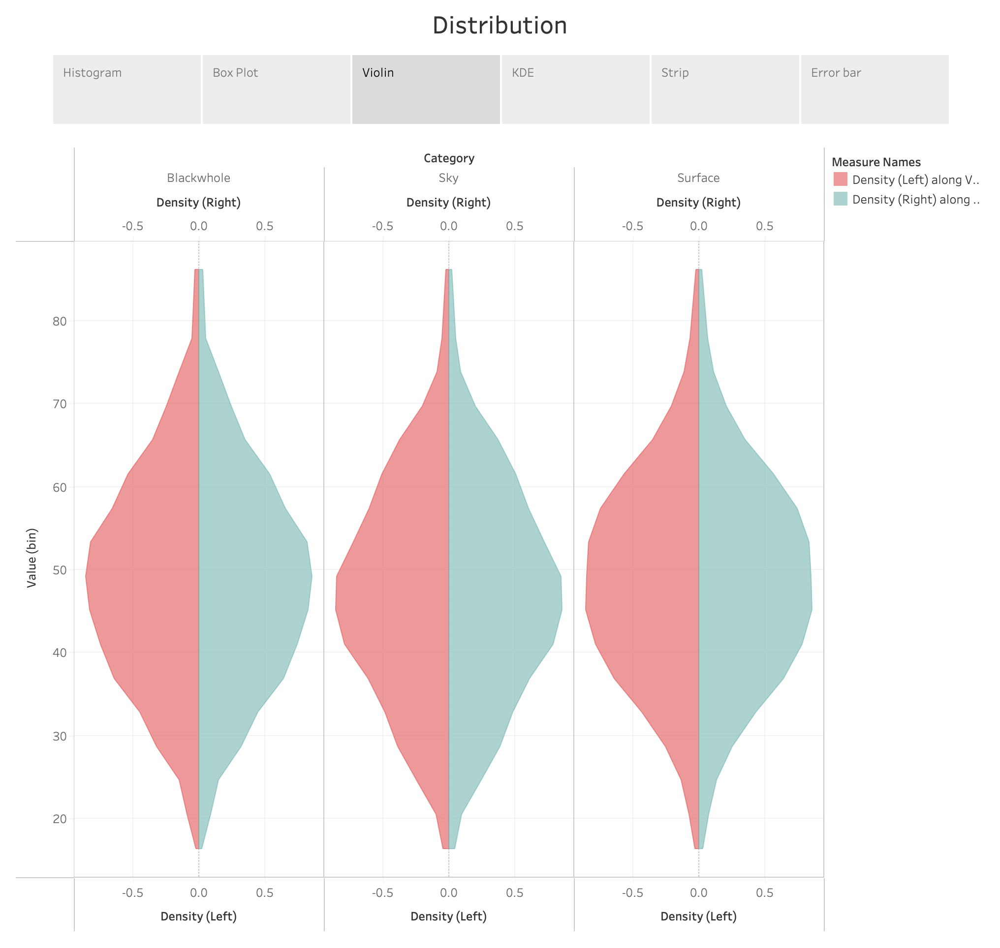 Distribution
Histogram Box Plot Violin KDE Strip Error bar
Category
Blackwhole Sky Surface
Density (Right) Density (Right) Density (Right)
-0.5 0.0 0.5 -0.5 0.0 0.5 -0.5 0.0 0.5
Measure Names
Density (Left) along V..
Density (Right) along ..
80
70
60
50
40
30
20
Value (bin)
-0.5 0.0 0.5 -0.5 0.0 0.5 -0.5 0.0 0.5
Density (Left) Density (Left) Density (Left)